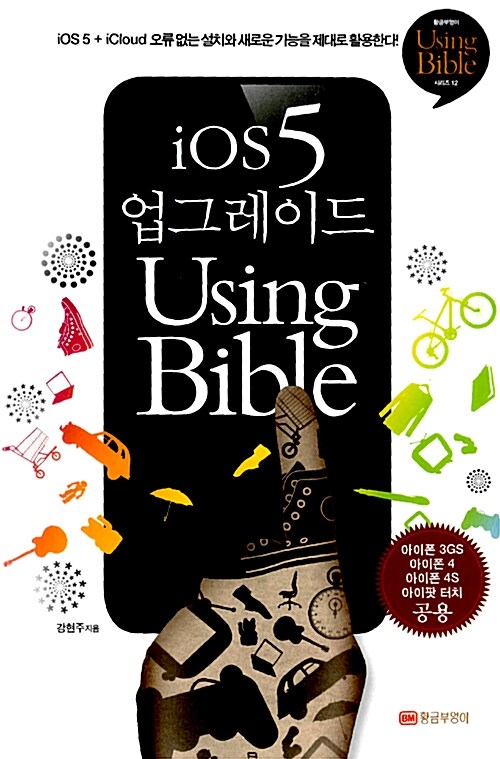 iOS 5 + iCloud 오류 없는 설치와 새로운 기능을 제대로 활용한다!
황금부엉이
Using
Bible
시리즈 12
iOS 5
업그레이드
Using
Bible
아이폰 3GS
아이폰 4
아이폰 4S
아이팟 터치
공용
강현주 지음
BM 황금부엉이